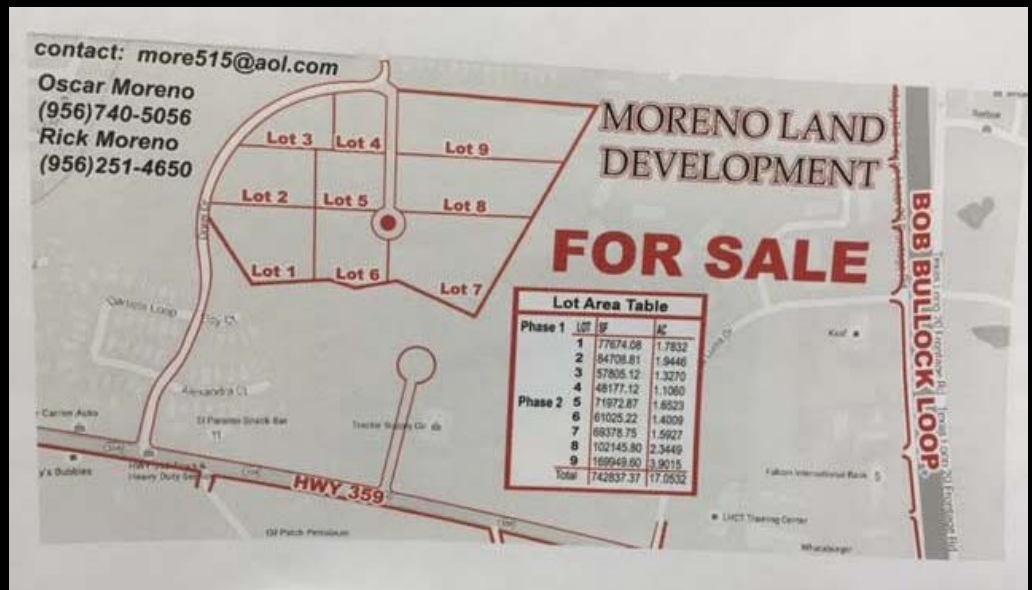 contact: more515@aol.com
Oscar Moreno
(956)740-5056
Rick Moreno
(956)251-4650
MORENO LAND
DEVELOPMENT
FOR SALE
Lot 3
Lot 4
Lot 9
Lot 2
Lot 5
Lot 8
Lot 1
Lot 6
Lot 7
Lot Area Table
Phase 1 LOT SF AC
1 77674.08 1.7832
2 84708.81 1.9446
3 57805.12 1.3270
4 48177.12 1.1060
Phase 2 5 71972.87 1.6523
6 61025.22 1.4009
7 69378.75 1.5927
8 102145.80 2.3449
9 169949.60 3.9015
Total 742837.37 17.0532
BOB BULLOCK LOOP
HWY 359
Alexandra Ct
El Paraiso Snack Bar
Tractor Supply Co
Heavy Duty
Oil Patch Petroleum
Falcon International Bank
LHCT Training Center
Whataburger